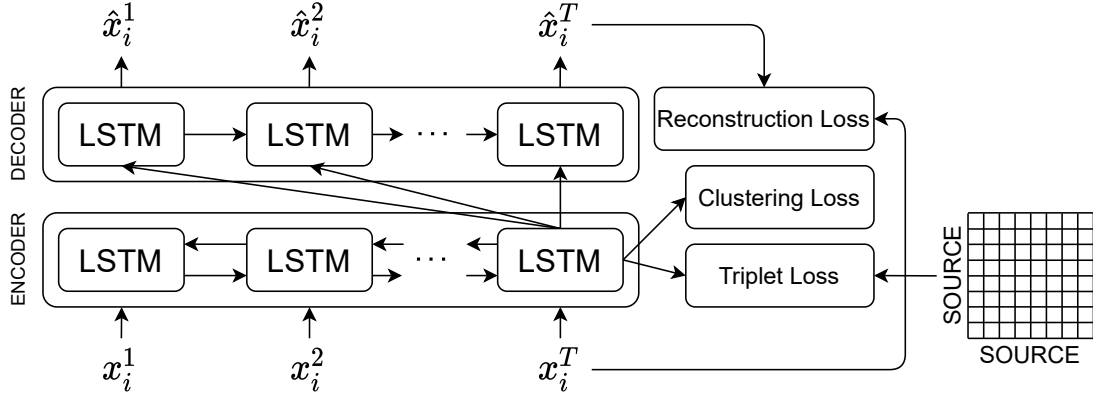 x̂_i^1 x̂_i^2 x̂_i^T
DECODER
LSTM LSTM ··· LSTM
Reconstruction Loss
Clustering Loss
ENCODER
LSTM LSTM ··· LSTM
Triplet Loss
SOURCE
SOURCE
x_i^1 x_i^2 x_i^T